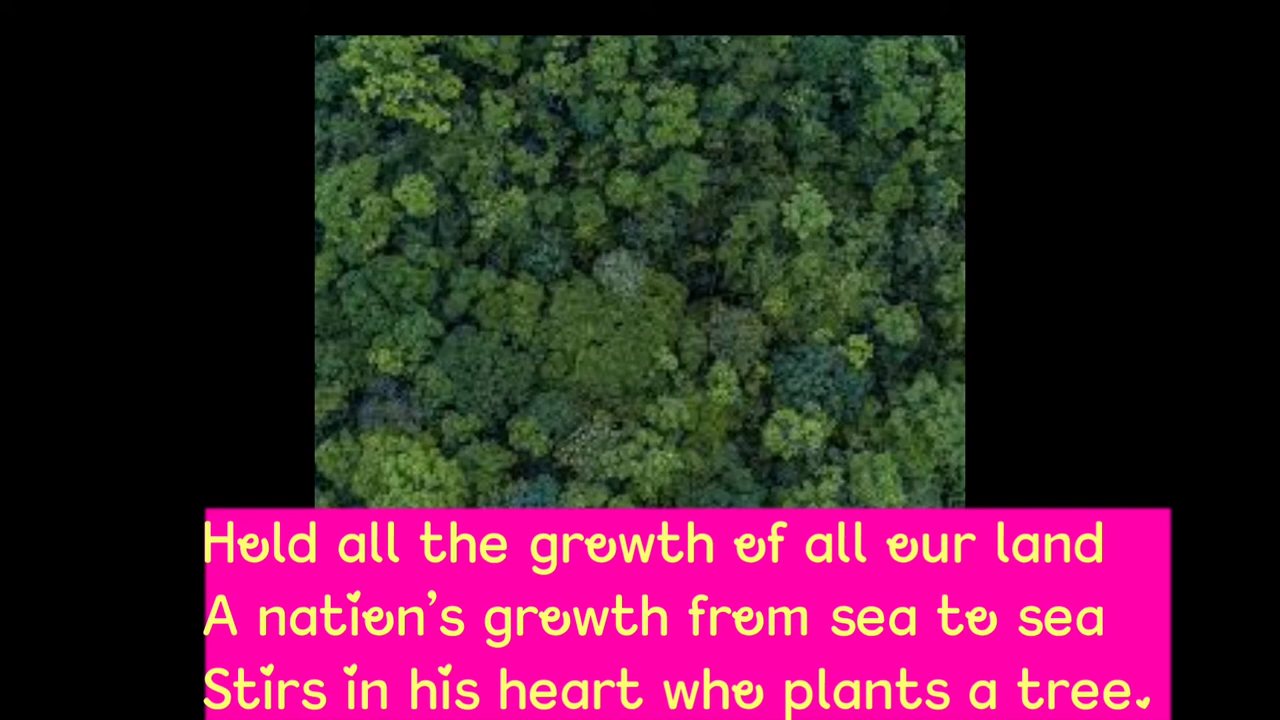 Hold all the growth of all our land
A nation's growth from sea to sea
Stirs in his heart who plants a tree.